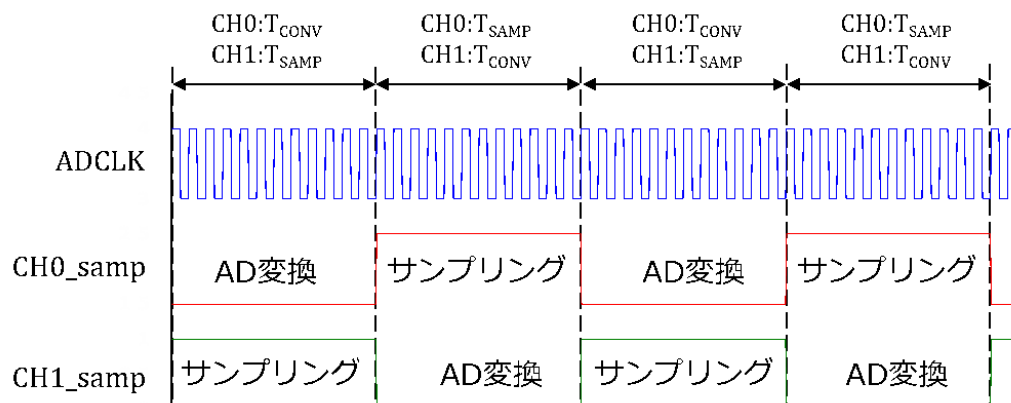 CH0:TCONV CH0:TSAMP CH0:TCONV CH0:TSAMP
CH1:TSAMP CH1:TCONV CH1:TSAMP CH1:TCONV
ADCLK
CH0_samp AD変換 サンプリング AD変換 サンプリング
CH1_samp サンプリング AD変換 サンプリング AD変換